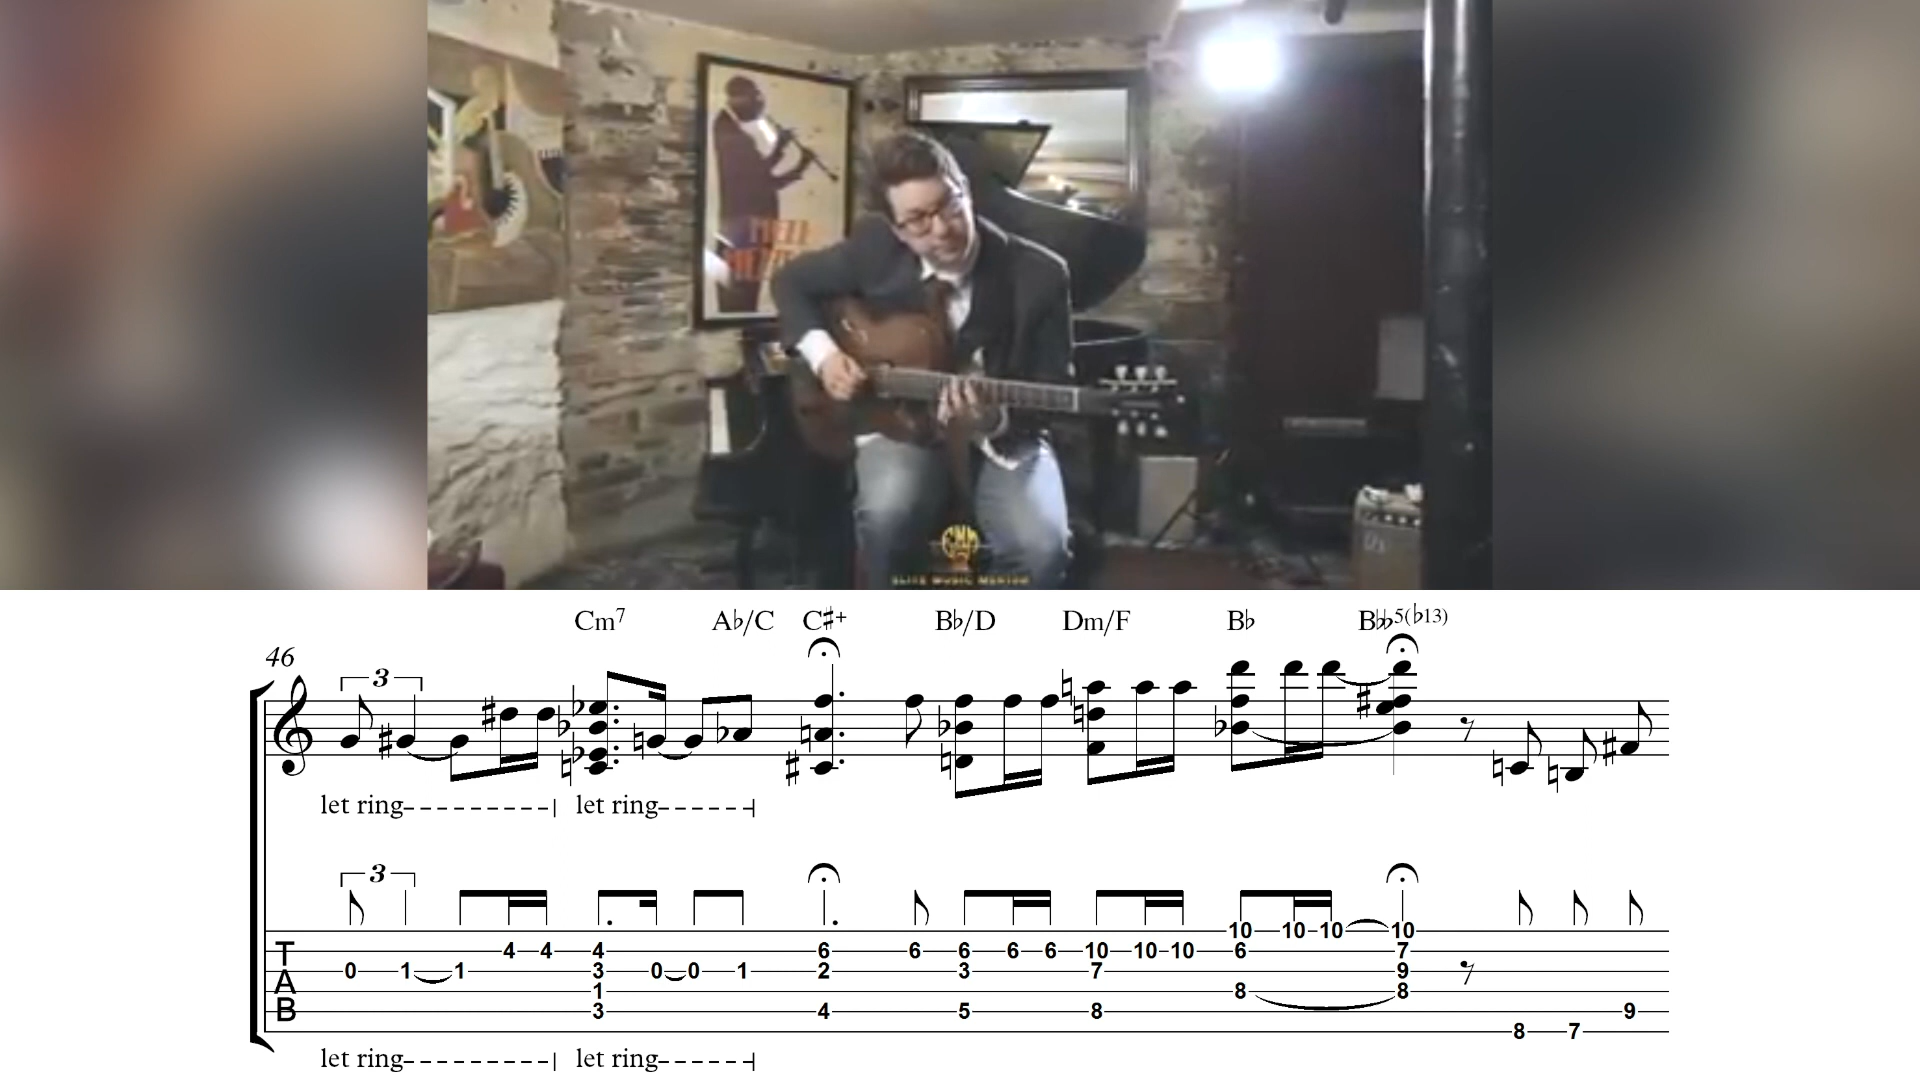 ELITE MUSIC MENTOR
Cm7 A♭/C C♯+ B♭/D Dm/F B♭ B♭♭5(♭13)
46
3
let ring let ring
3
10 10 10 10
T 4 4 4 6 6 6 6 6 10 10 10 6 7
0 1 1 3 0 0 1 2 3 7 9
A 1 8 8
B 3 4 5 8 9
8 7
let ring let ring